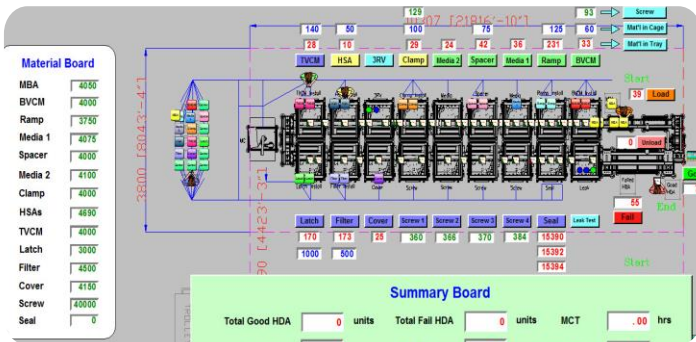 129
93
Screw
Mat'l in Cage
Mat'l in Tray
140 50 100 75 125 60
28 10 29 24 42 36 231 33
TVCM HSA 3RV Clamp Media 2 Spacer Media 1 Ramp BVCM
Start
39 Load
0 Unload
Failed HBA
Good HDA
55
Fail
End
Latch Filter Cover Screw 1 Screw 2 Screw 3 Screw 4 Seal Leak Test
170 173 25 360 366 370 384 15390
1000 500 15392
15394
Start
3800 [8043'-4"]
Material Board
MBA 4050
BVCM 4000
Ramp 3750
Media 1 4075
Spacer 4000
Media 2 4100
Clamp 4000
HSAs 4690
TVCM 4000
Latch 3000
Filter 4500
Cover 4150
Screw 40000
Seal 0
Summary Board
Total Good HDA 0 units Total Fail HDA 0 units MCT .00 hrs